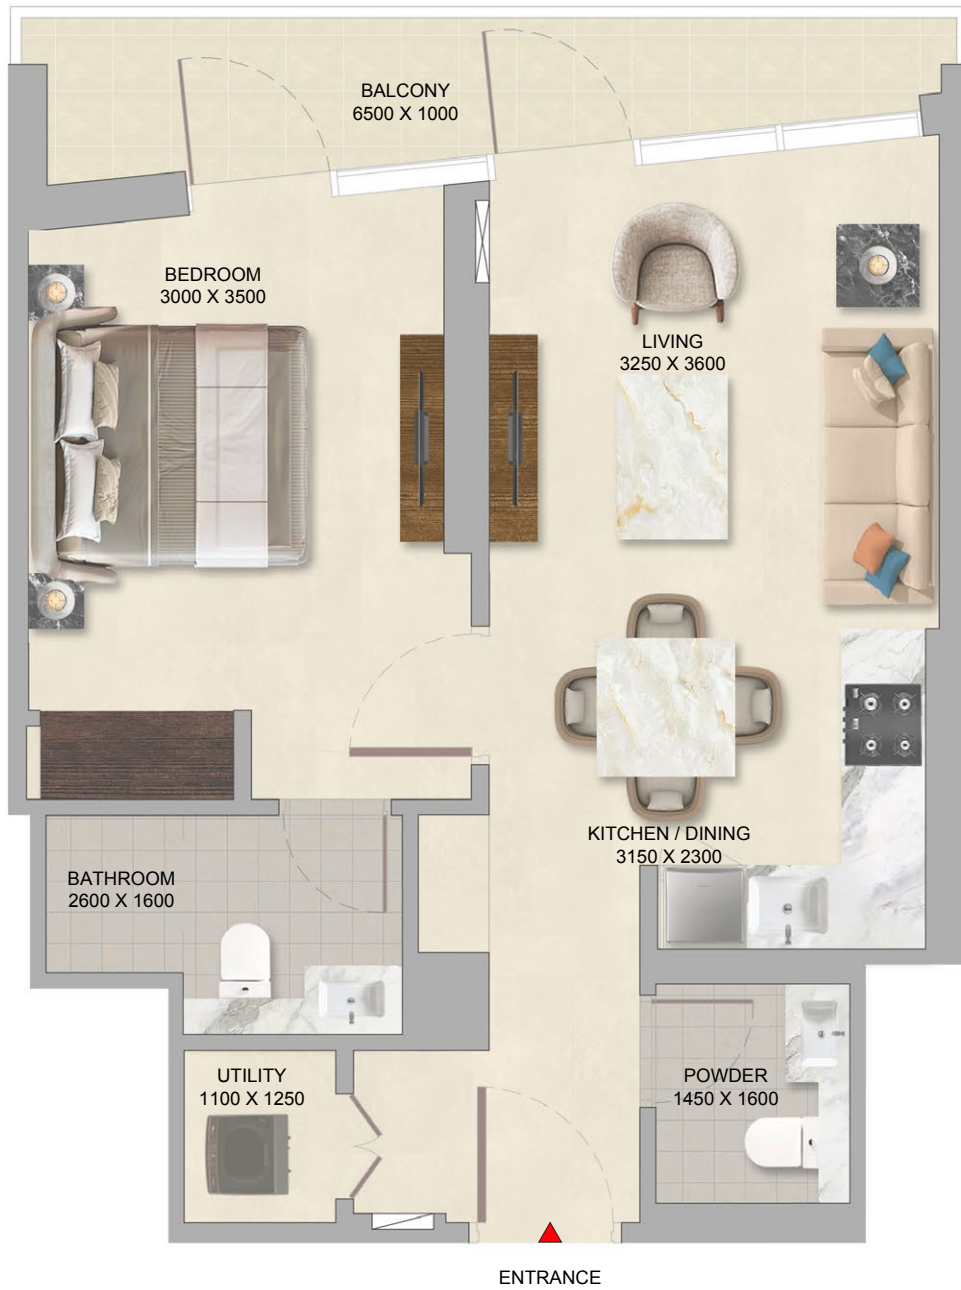 BALCONY
6500 X 1000
BEDROOM
3000 X 3500
LIVING
3250 X 3600
KITCHEN / DINING
3150 X 2300
BATHROOM
2600 X 1600
UTILITY
1100 X 1250
POWDER
1450 X 1600
ENTRANCE